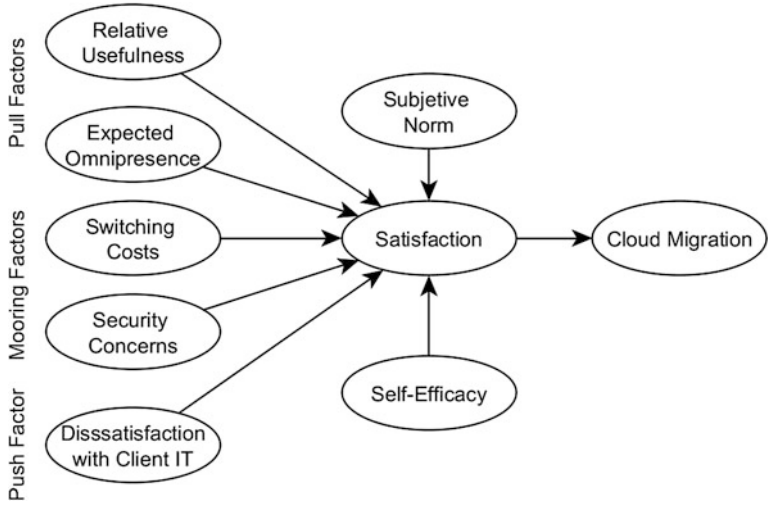 Pull Factors
Relative
Usefulness
Expected
Omnipresence
Mooring Factors
Switching
Costs
Security
Concerns
Push Factor
Disssatisfaction
with Client IT
Subjetive
Norm
Satisfaction
Self-Efficacy
Cloud Migration